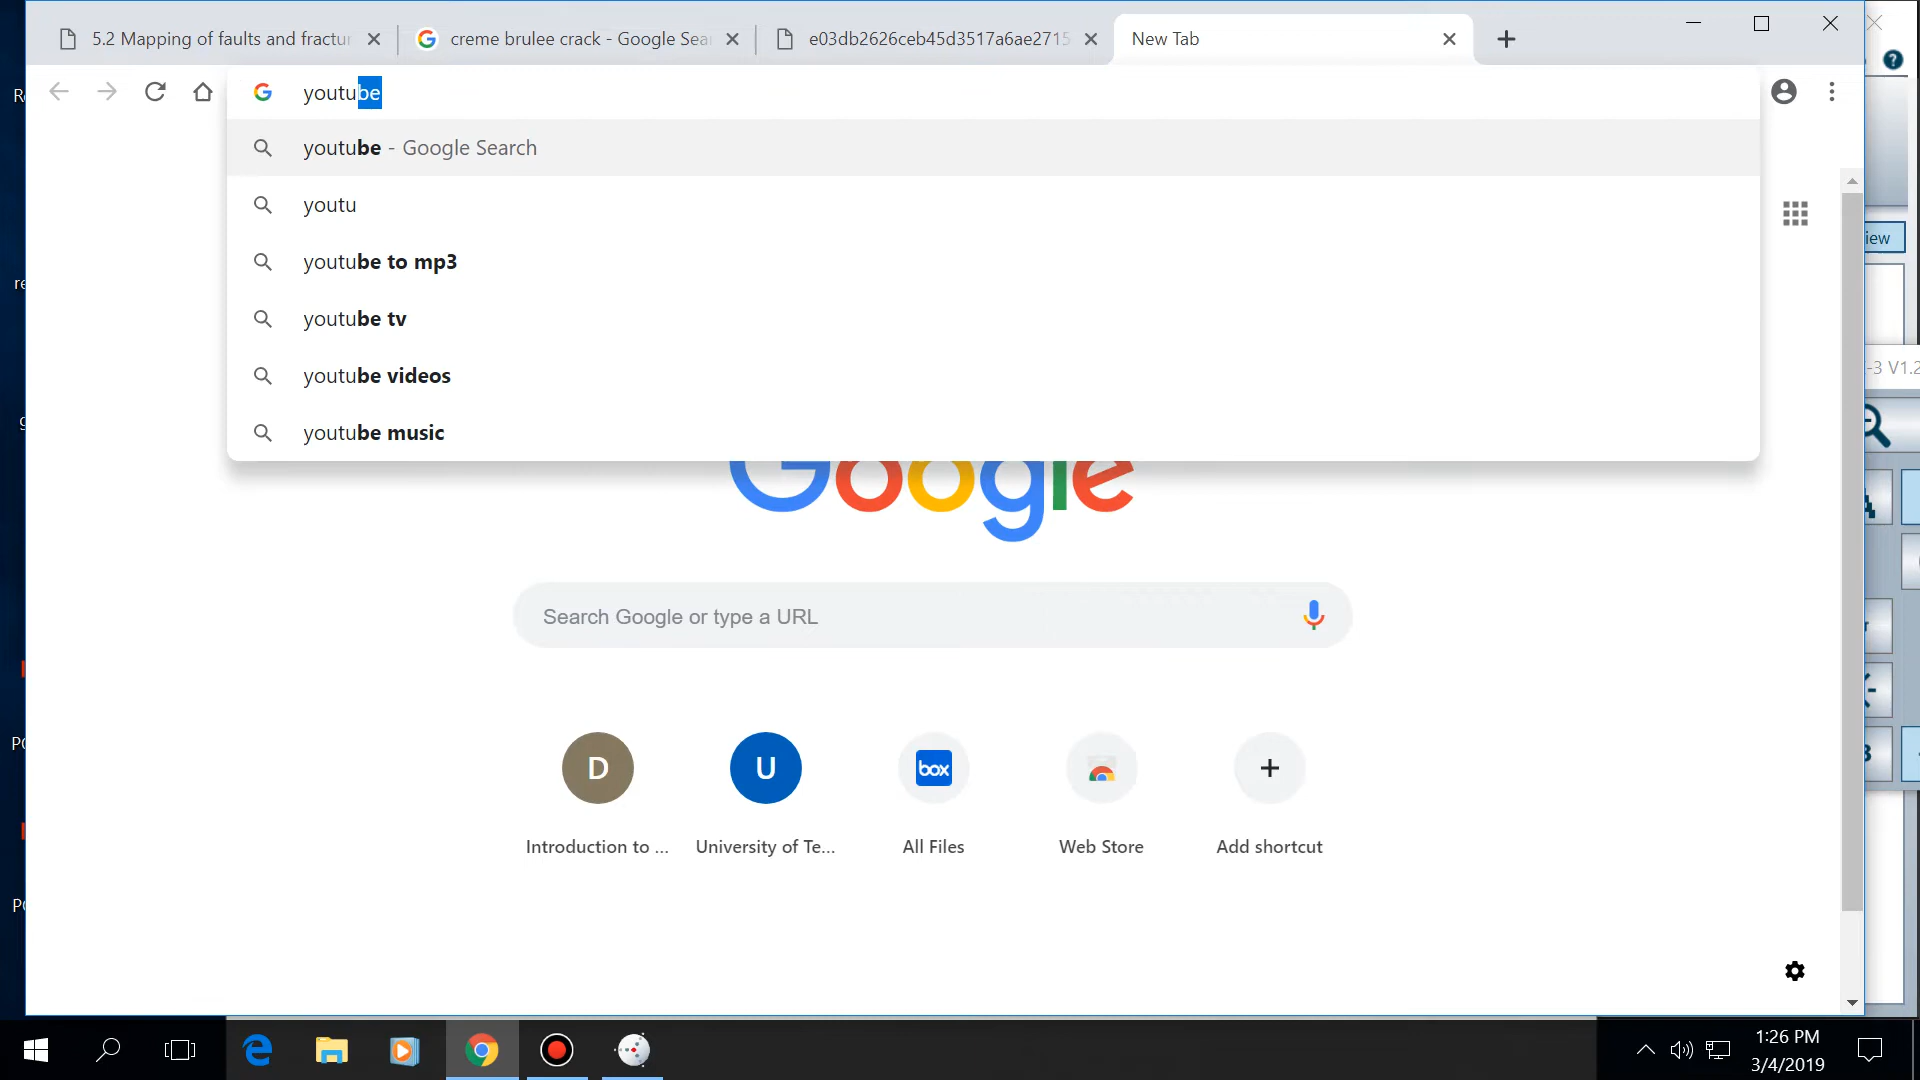 5.2 Mapping of faults and fractur
creme brulee crack - Google Sea
e03db2626ceb45d3517a6ae2715
New Tab
youtube
youtube - Google Search
youtu
youtube to mp3
youtube tv
youtube videos
youtube music
Google
Search Google or type a URL
D
U
box
Introduction to ...
University of Te...
All Files
Web Store
Add shortcut
iew
-3 V1.2
1:26 PM
3/4/2019